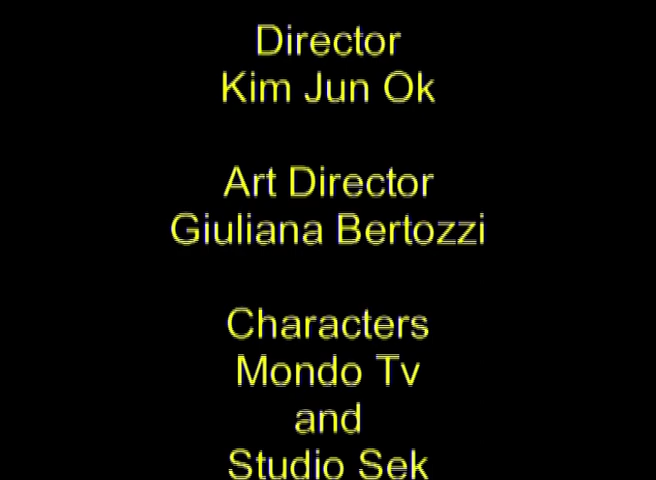 Director
Kim Jun Ok
Art Director
Giuliana Bertozzi
Characters
Mondo Tv
and
Studio Sek